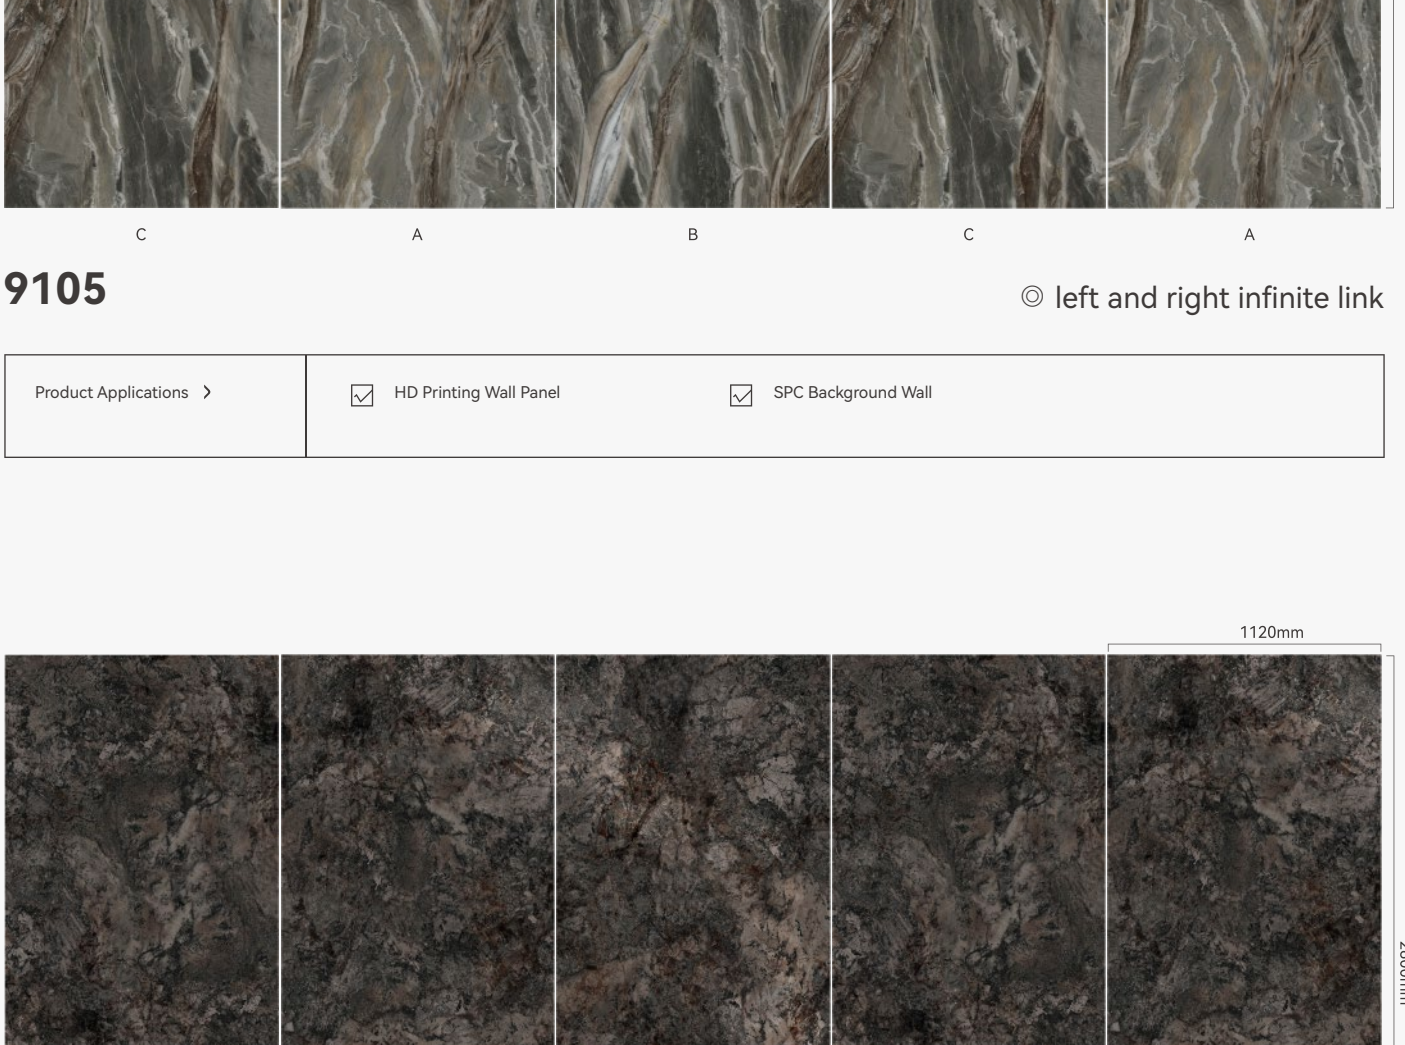 C A B C A
9105
left and right infinite link
Product Applications HD Printing Wall Panel SPC Background Wall
1120mm